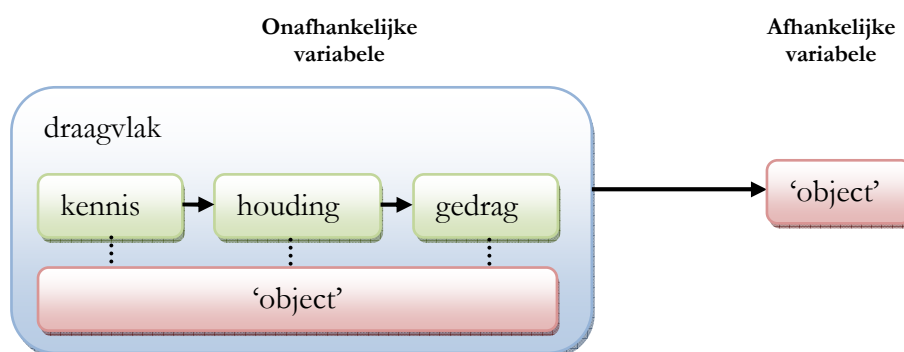 Onafhankelijke
variabele
Afhankelijke
variabele
draagvlak
kennis
houding
gedrag
‘object’
‘object’